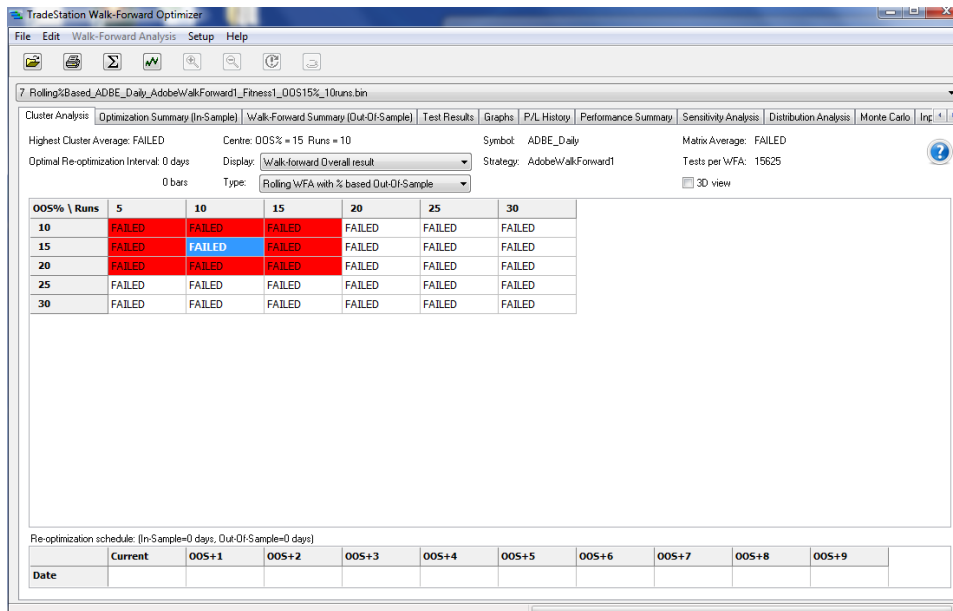 TradeStation Walk-Forward Optimizer
File Edit Walk-Forward Analysis Setup Help
7 Rolling%Based_ADBE_Daily_AdobeWalkForward1_Fitness1_OOS15%_10runs.bin
Cluster Analysis Optimization Summary (In-Sample) Walk-Forward Summary (Out-Of-Sample) Test Results Graphs P/L History Performance Summary Sensitivity Analysis Distribution Analysis Monte Carlo
Highest Cluster Average: FAILED Centre: OOS% = 15 Runs = 10 Symbol: ADBE_Daily Matrix Average: FAILED
Optimal Re-optimization Interval: 0 days Display: Walk-forward Overall result Strategy: AdobeWalkForward1 Tests per WFA: 15625
0 bars Type: Rolling WFA with % based Out-Of-Sample 3D view
OOS% \ Runs 5 10 15 20 25 30
10 FAILED FAILED FAILED FAILED FAILED FAILED
15 FAILED FAILED FAILED FAILED FAILED FAILED
20 FAILED FAILED FAILED FAILED FAILED FAILED
25 FAILED FAILED FAILED FAILED FAILED FAILED
30 FAILED FAILED FAILED FAILED FAILED FAILED
Re-optimization schedule: (In-Sample=0 days, Out-Of-Sample=0 days)
Current OOS+1 OOS+2 OOS+3 OOS+4 OOS+5 OOS+6 OOS+7 OOS+8 OOS+9
Date